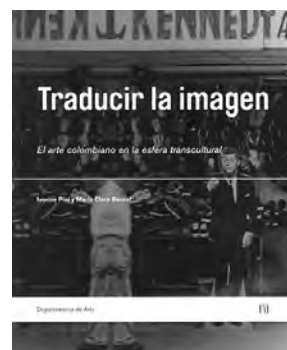 KENNEDY
Traducir la imagen
El arte colombiano en la esfera transcultural
Ivonne Pini y María Clara Bernal
Departamento de Arte